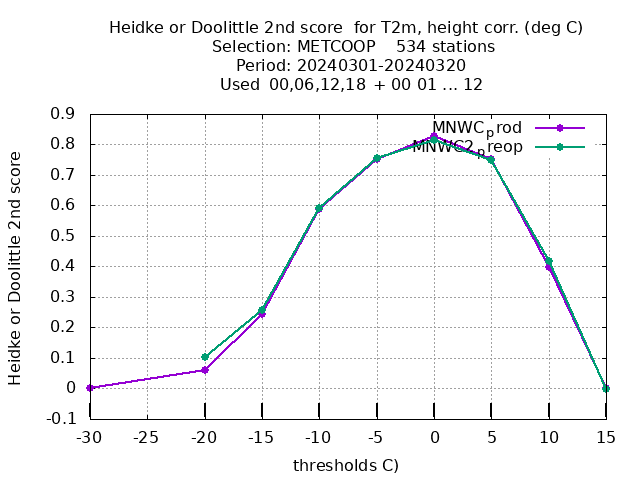 Heidke or Doolittle 2nd score  for T2m, height corr. (deg C)
Selection: METCOOP    534 stations
Period: 20240301-20240320
Used  00,06,12,18  + 00 01 ... 12
MNWC_prod
MNWC2_preop
Heidke or Doolittle 2nd score
0.9
0.8
0.7
0.6
0.5
0.4
0.3
0.2
0.1
0
-0.1
-30 -25 -20 -15 -10 -5 0 5 10 15
thresholds C)